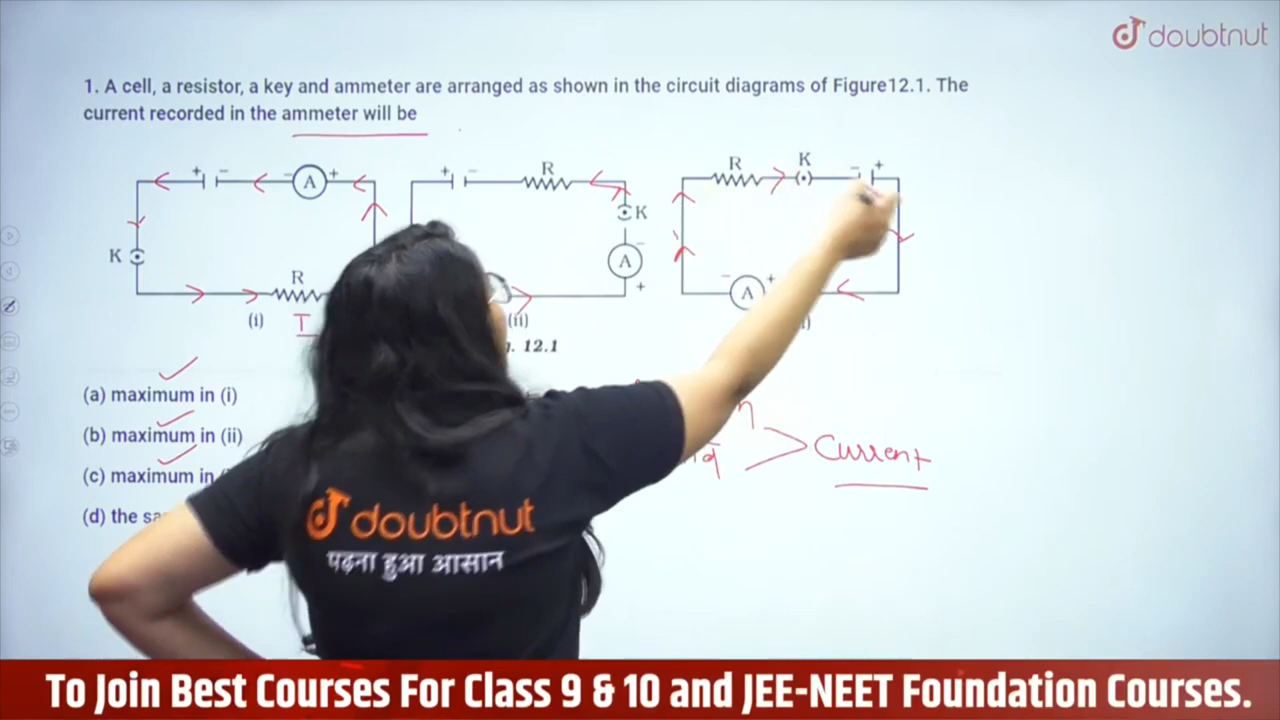 doubtnut
1. A cell, a resistor, a key and ammeter are arranged as shown in the circuit diagrams of Figure12.1. The
current recorded in the ammeter will be
+ - A + + - R R K - +
K - A + K
R - A +
(i) T (ii)
12.1
(a) maximum in (i)
(b) maximum in (ii)
(c) maximum in
(d) the
Current
doubtnut
पढ़ना हुआ आसान
To Join Best Courses For Class 9 & 10 and JEE-NEET Foundation Courses.